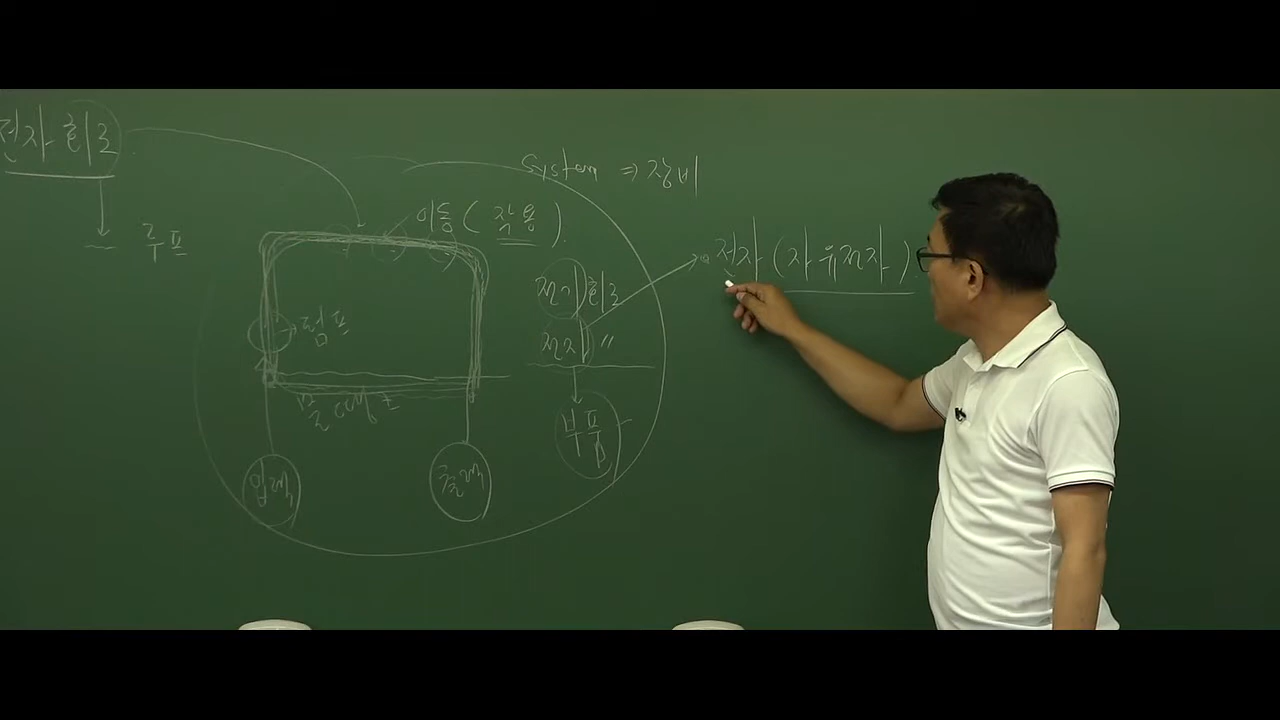 전자회로
루프
system ⇒ 장비
이동 (작용).
전자 (자유전자).
전기회로
전자 〃
펌프
부품
입력
출력